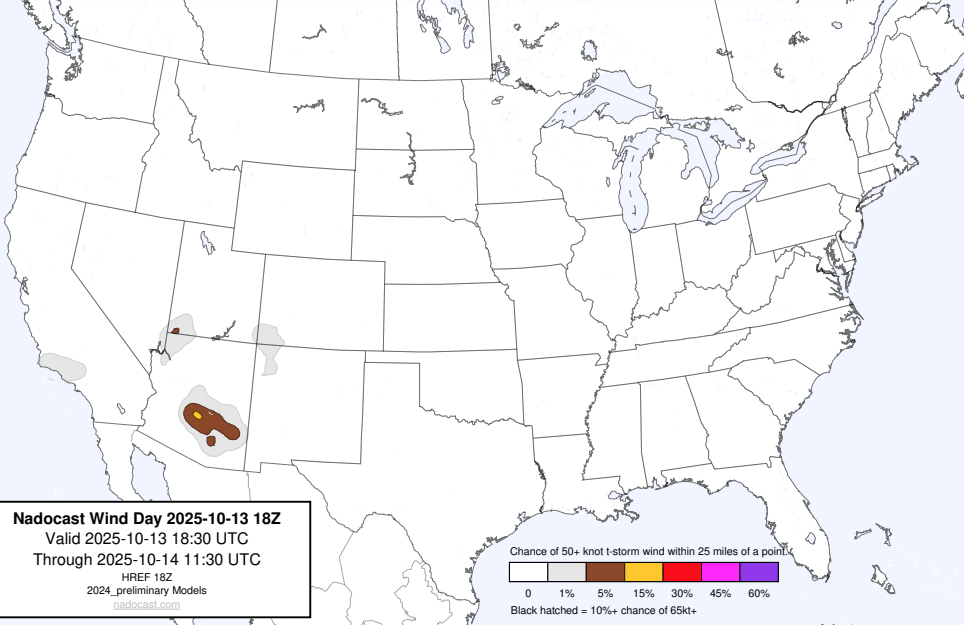 Nadocast Wind Day 2025-10-13 18Z
Valid 2025-10-13 18:30 UTC
Through 2025-10-14 11:30 UTC
HREF 18Z
2024_preliminary Models
nadocast.com
Chance of 50+ knot t-storm wind within 25 miles of a point.
0 1% 5% 15% 30% 45% 60%
Black hatched = 10%+ chance of 65kt+